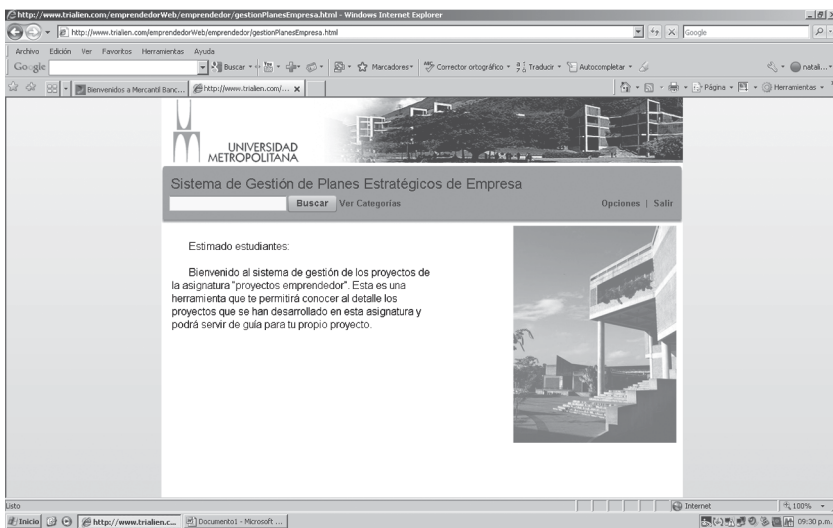 http://www.trialien.com/emprendedorWeb/emprendedor/gestionPlanesEmpresa.html - Windows Internet Explorer
http://www.trialien.com/emprendedorWeb/emprendedor/gestionPlanesEmpresa.html
Google
Archivo Edición Ver Favoritos Herramientas Ayuda
Google Buscar Marcadores Corrector ortográfico Traducir Autocompletar natali...
Bienvenidos a Mercantil Banc... http://www.trialien.com/... Página Herramientas
UNIVERSIDAD
METROPOLITANA
Sistema de Gestión de Planes Estratégicos de Empresa
Buscar Ver Categorías Opciones | Salir
Estimado estudiantes:
Bienvenido al sistema de gestión de los proyectos de
la asignatura "proyectos emprendedor". Esta es una
herramienta que te permitirá conocer al detalle los
proyectos que se han desarrollado en esta asignatura y
podrá servir de guía para tu propio proyecto.
Listo Internet 100%
Inicio http://www.trialien.c... Documento1 - Microsoft ... 09:30 p.m.